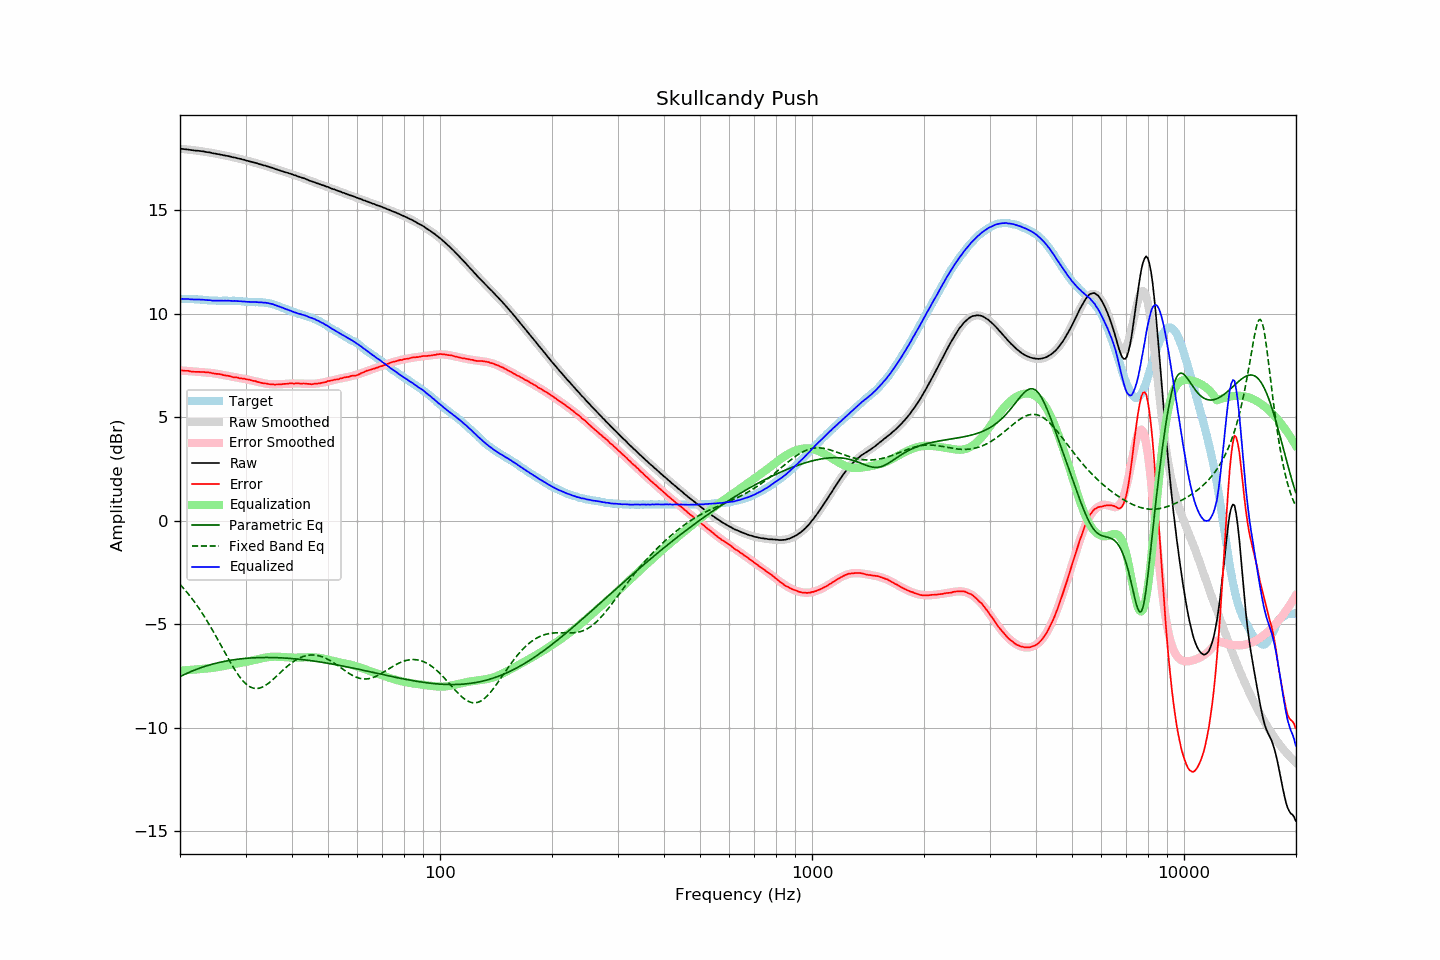 Skullcandy Push
Amplitude (dBr)
15
10
5
0
−5
−10
−15
Target
Raw Smoothed
Error Smoothed
Raw
Error
Equalization
Parametric Eq
Fixed Band Eq
Equalized
100
1000
10000
Frequency (Hz)